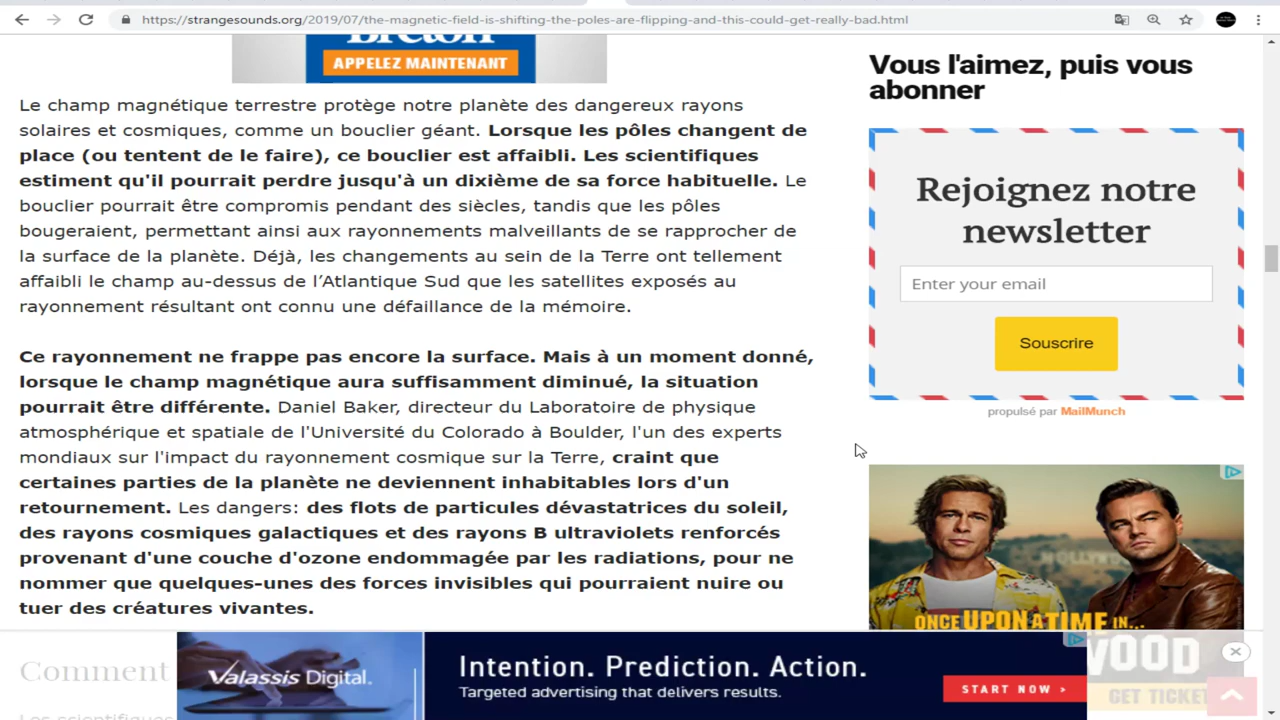 https://strangesounds.org/2019/07/the-magnetic-field-is-shifting-the-poles-are-flipping-and-this-could-get-really-bad.html
Breton
APPELEZ MAINTENANT
Le champ magnétique terrestre protège notre planète des dangereux rayons
solaires et cosmiques, comme un bouclier géant. Lorsque les pôles changent de
place (ou tentent de le faire), ce bouclier est affaibli. Les scientifiques
estiment qu'il pourrait perdre jusqu'à un dixième de sa force habituelle. Le
bouclier pourrait être compromis pendant des siècles, tandis que les pôles
bougeraient, permettant ainsi aux rayonnements malveillants de se rapprocher de
la surface de la planète. Déjà, les changements au sein de la Terre ont tellement
affaibli le champ au-dessus de l’Atlantique Sud que les satellites exposés au
rayonnement résultant ont connu une défaillance de la mémoire.
Ce rayonnement ne frappe pas encore la surface. Mais à un moment donné,
lorsque le champ magnétique aura suffisamment diminué, la situation
pourrait être différente. Daniel Baker, directeur du Laboratoire de physique
atmosphérique et spatiale de l'Université du Colorado à Boulder, l'un des experts
mondiaux sur l'impact du rayonnement cosmique sur la Terre, craint que
certaines parties de la planète ne deviennent inhabitables lors d'un
retournement. Les dangers: des flots de particules dévastatrices du soleil,
des rayons cosmiques galactiques et des rayons B ultraviolets renforcés
provenant d'une couche d'ozone endommagée par les radiations, pour ne
nommer que quelques-unes des forces invisibles qui pourraient nuire ou
tuer des créatures vivantes.
Comment
Les scientifiques
Vous l'aimez, puis vous
abonner
Rejoignez notre
newsletter
Enter your email
Souscrire
propulsé par MailMunch
HOLLYWOOD
ONCE UPON A TIME IN...
WOOD
GET TICKET
Valassis Digital.
Intention. Prediction. Action.
Targeted advertising that delivers results.
START NOW >